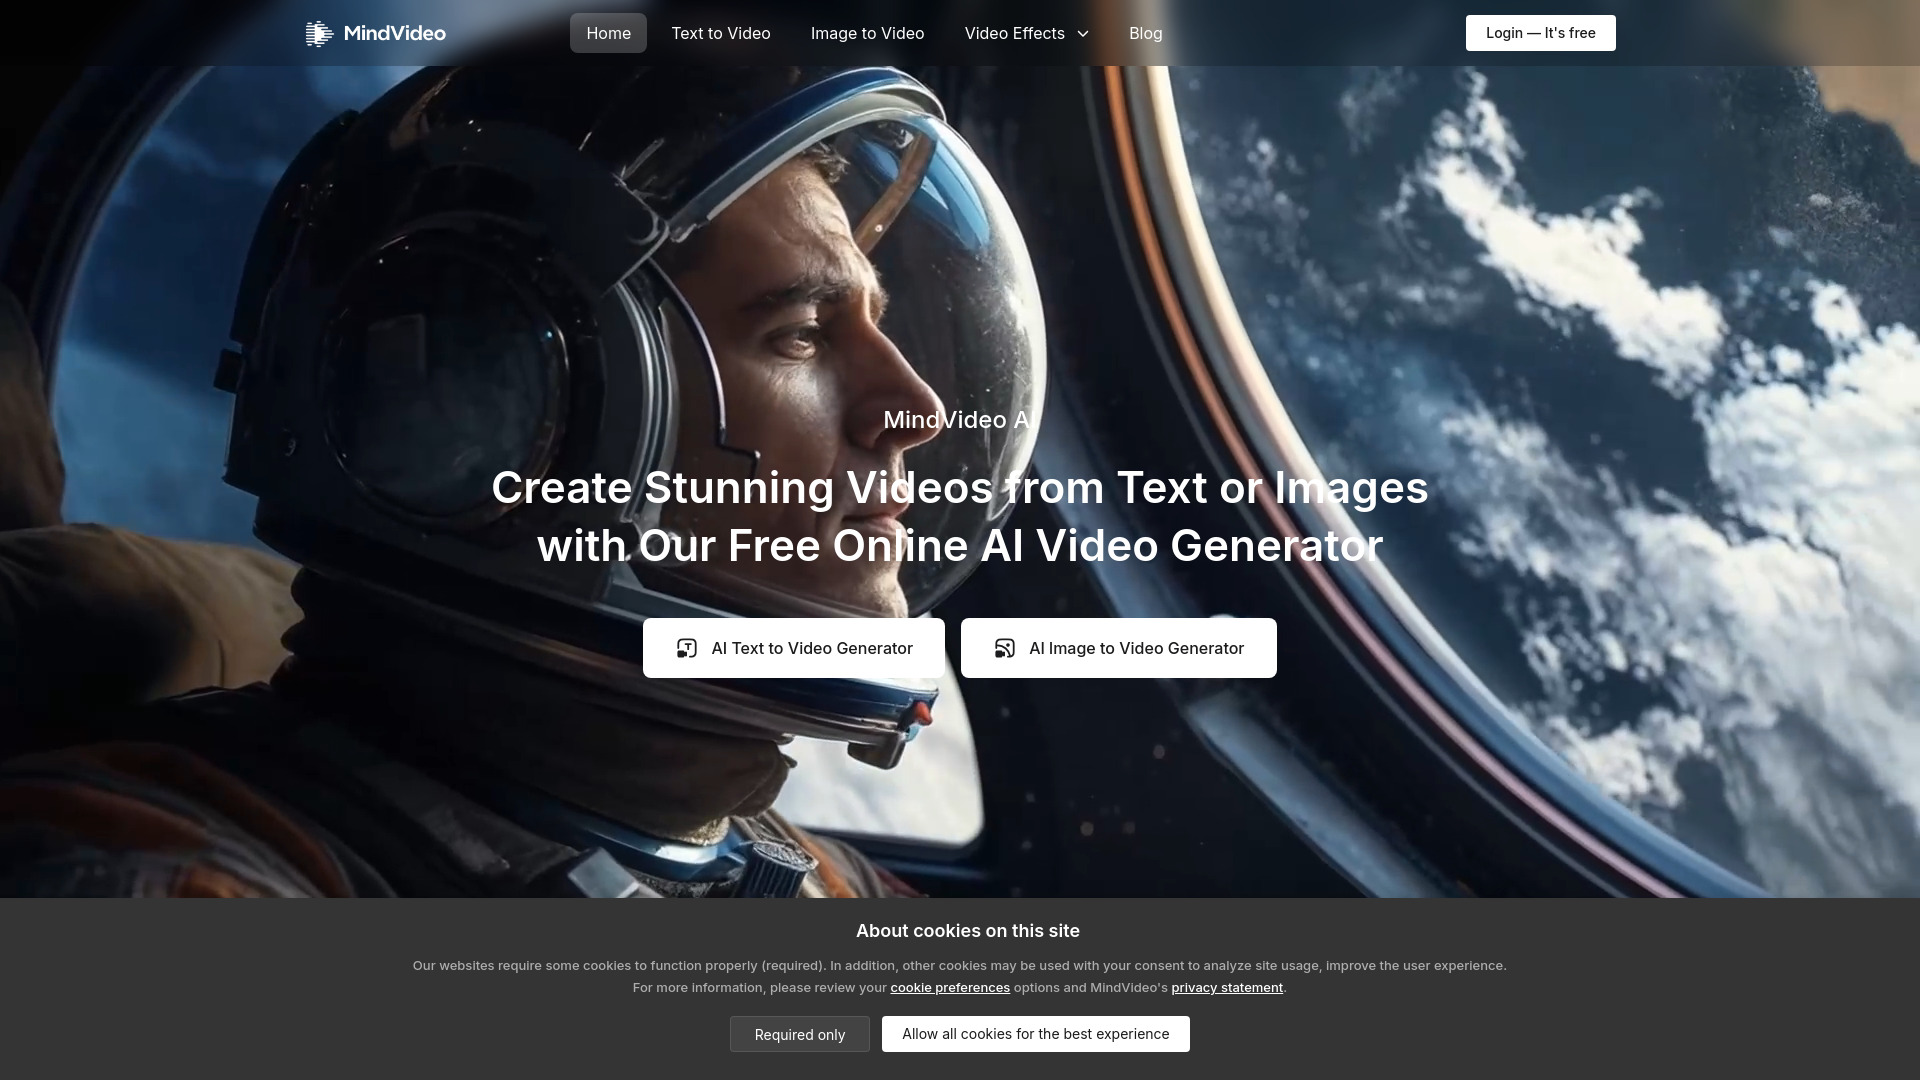 MindVideo
Home
Text to Video
Image to Video
Video Effects
Blog
Login — It's free
MindVideo AI
Create Stunning Videos from Text or Images
with Our Free Online AI Video Generator
AI Text to Video Generator
AI Image to Video Generator
About cookies on this site
Our websites require some cookies to function properly (required). In addition, other cookies may be used with your consent to analyze site usage, improve the user experience.
For more information, please review your cookie preferences options and MindVideo's privacy statement.
Required only
Allow all cookies for the best experience